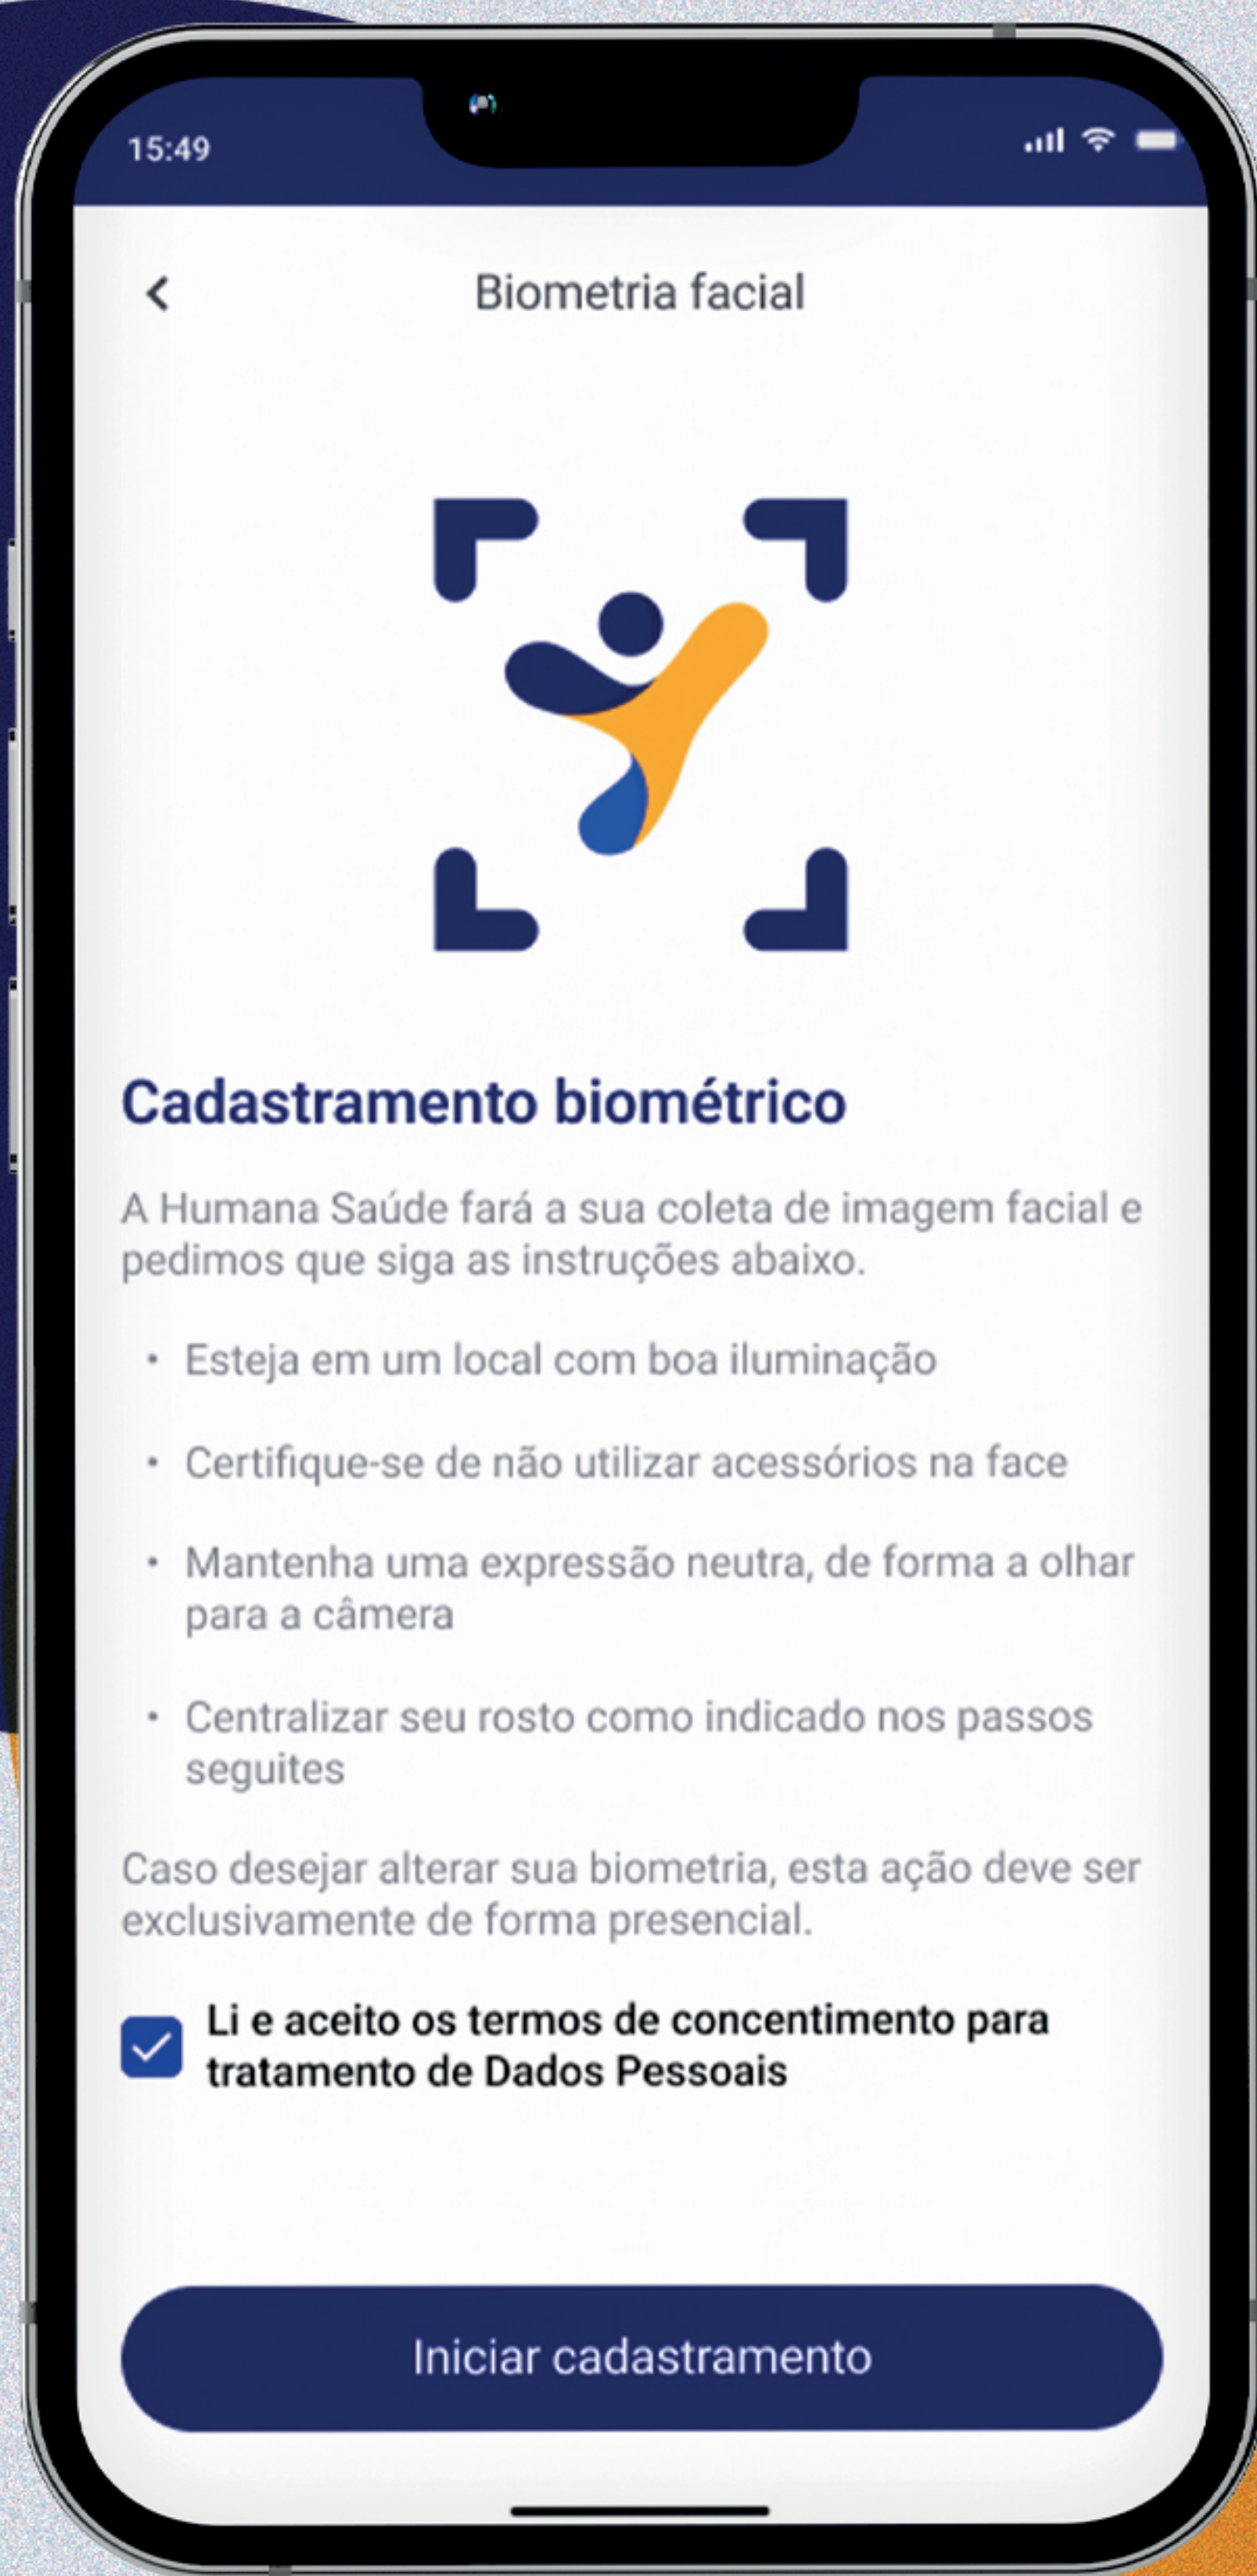 15:49
Biometria facial
Cadastramento biométrico
A Humana Saúde fará a sua coleta de imagem facial e
pedimos que siga as instruções abaixo.
• Esteja em um local com boa iluminação
• Certifique-se de não utilizar acessórios na face
• Mantenha uma expressão neutra, de forma a olhar
para a câmera
• Centralizar seu rosto como indicado nos passos
seguites
Caso desejar alterar sua biometria, esta ação deve ser
exclusivamente de forma presencial.
Li e aceito os termos de concentimento para
tratamento de Dados Pessoais
Iniciar cadastramento